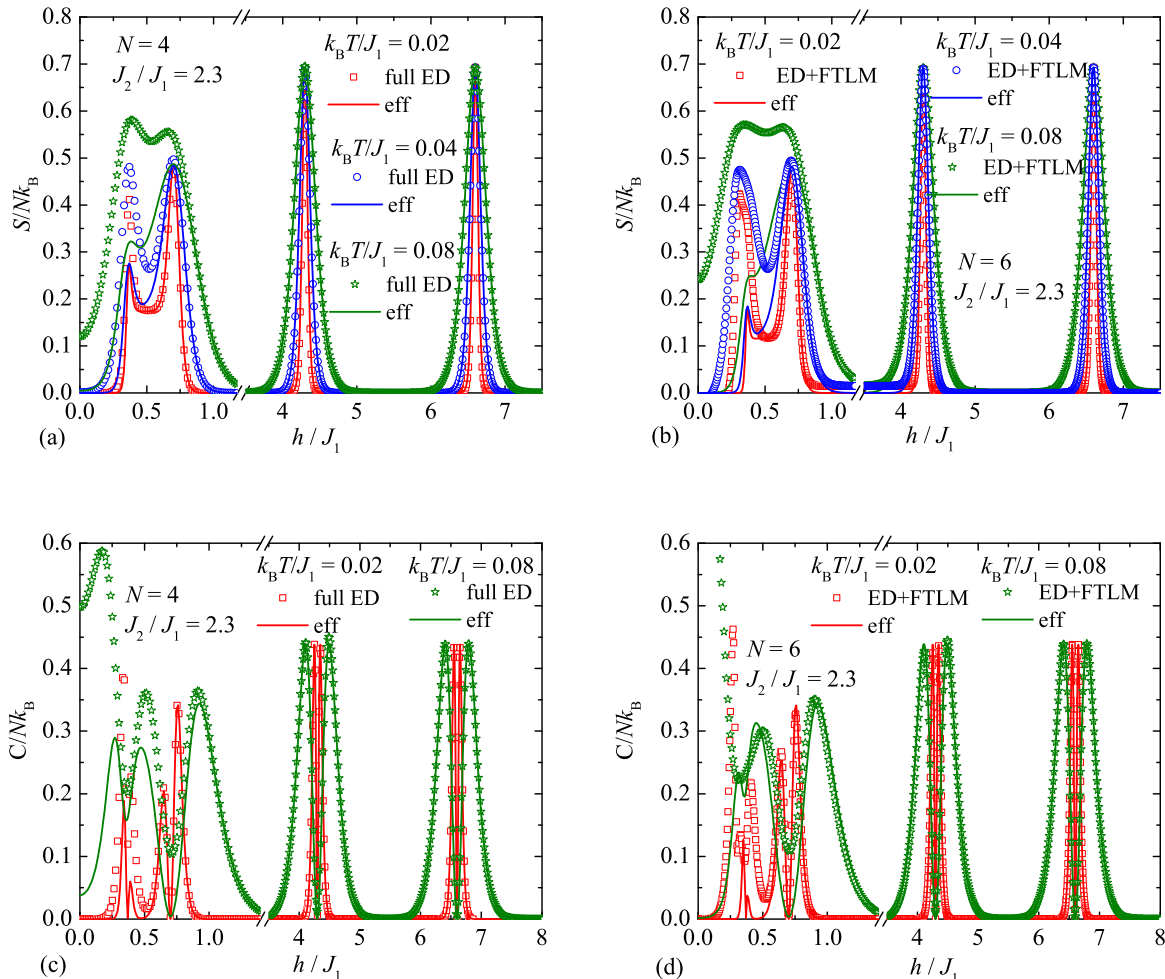 0.8
0.7
0.6
0.5
0.4
0.3
0.2
0.1
0.0
S/Nk_B
N = 4
J_2 / J_1 = 2.3
k_BT/J_1 = 0.02
full ED
eff
k_BT/J_1 = 0.04
full ED
eff
k_BT/J_1 = 0.08
full ED
eff
0.0 0.5 1.0 4 5 6 7
(a)
h / J_1
0.8
0.7
0.6
0.5
0.4
0.3
0.2
0.1
0.0
S/Nk_B
k_BT/J_1 = 0.02
ED+FTLM
eff
k_BT/J_1 = 0.04
ED+FTLM
eff
k_BT/J_1 = 0.08
ED+FTLM
eff
N = 6
J_2 / J_1 = 2.3
0.0 0.5 1.0 4 5 6 7
(b)
h / J_1
0.6
0.5
0.4
0.3
0.2
0.1
0.0
C/Nk_B
N = 4
J_2 / J_1 = 2.3
k_BT/J_1 = 0.02
full ED
eff
k_BT/J_1 = 0.08
full ED
eff
0.0 0.5 1.0 4 5 6 7 8
(c)
h / J_1
0.6
0.5
0.4
0.3
0.2
0.1
0.0
C/Nk_B
k_BT/J_1 = 0.02
ED+FTLM
eff
k_BT/J_1 = 0.08
ED+FTLM
eff
N = 6
J_2 / J_1 = 2.3
0.0 0.5 1.0 4 5 6 7 8
(d)
h / J_1